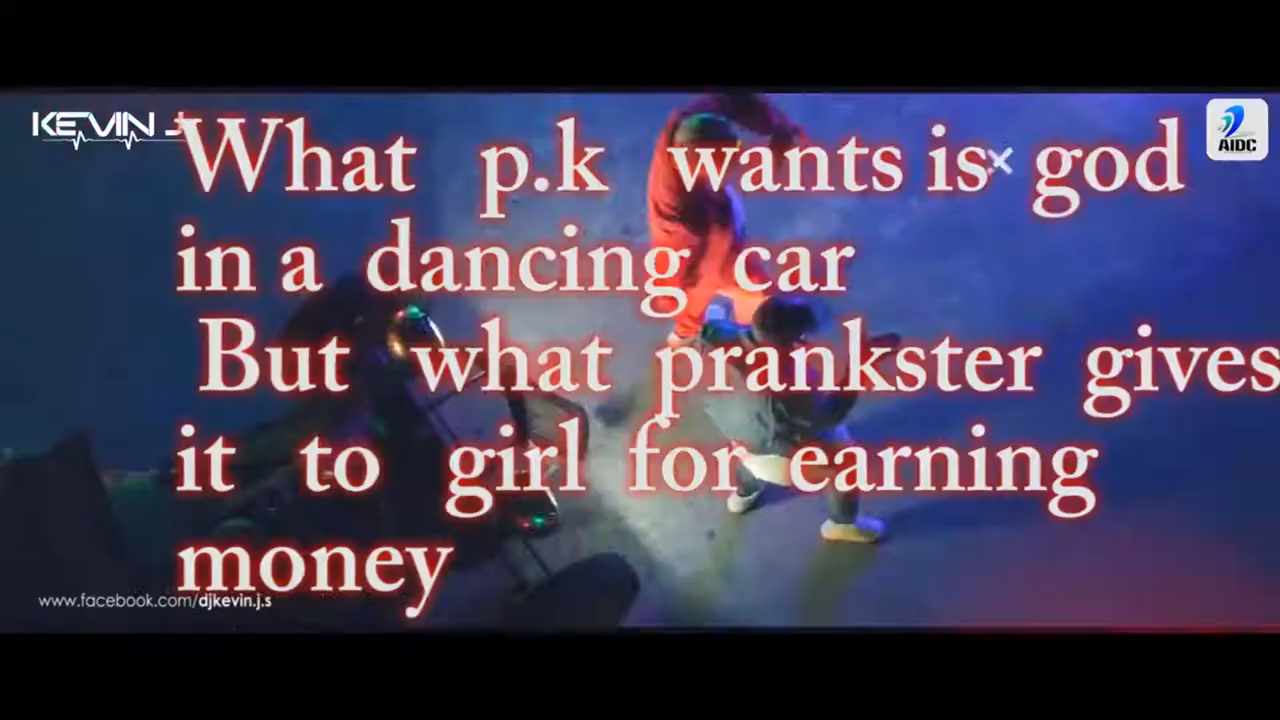 KEVIN J
AIDC
What p.k wants is god
in a dancing car
But what prankster gives
it to girl for earning
money
www.facebook.com/djkevin.j.s